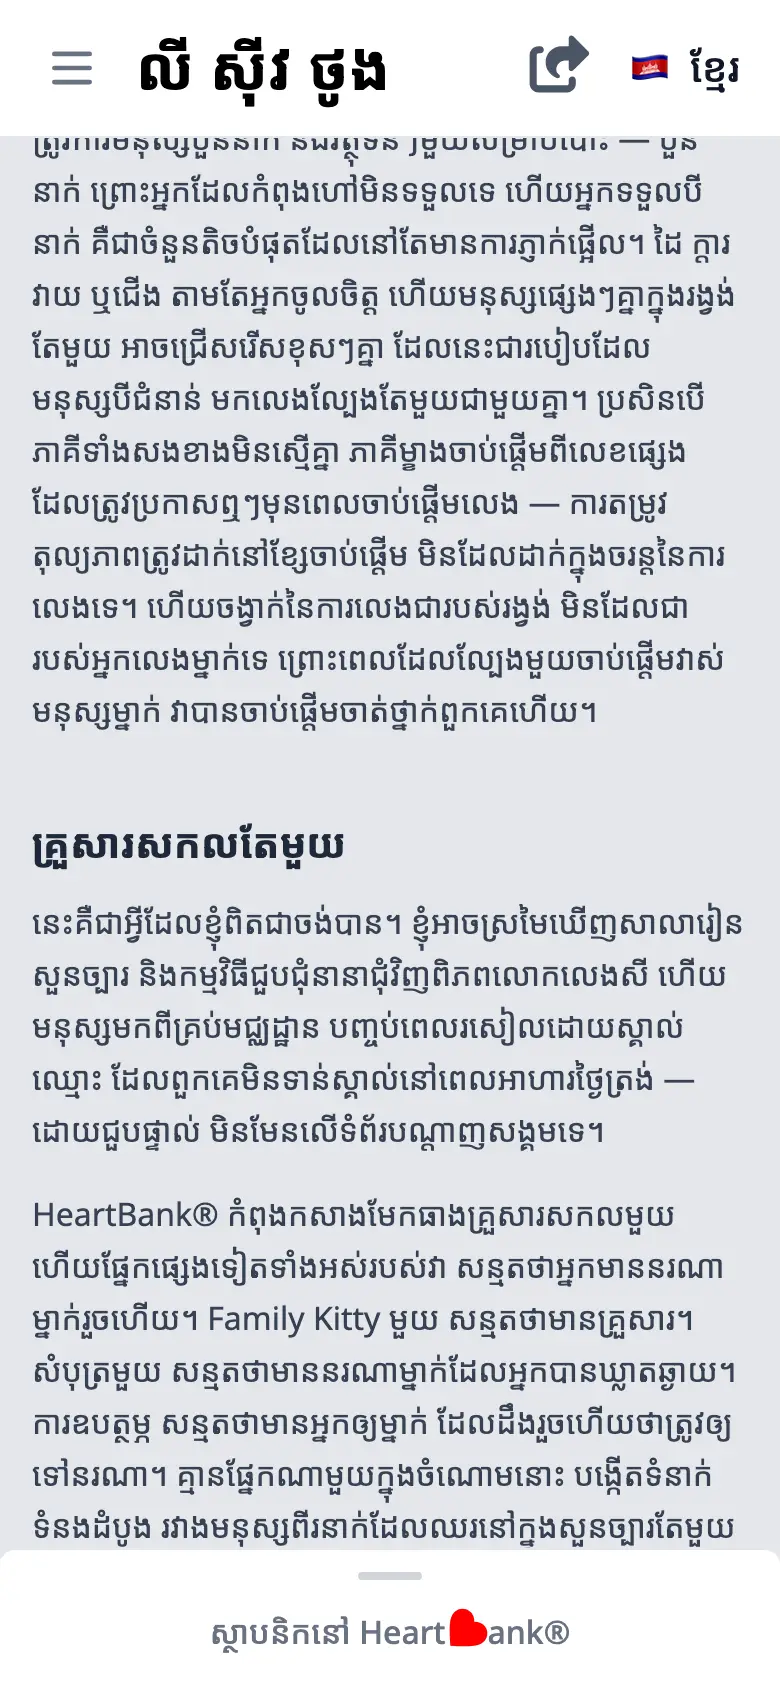 លី ស៊ីវ ថូង
ខ្មែរ
នាក់ ព្រោះអ្នកដែលកំពុងហៅមិនទទួលទេ ហើយអ្នកទទួលបី
នាក់ គឺជាចំនួនតិចបំផុតដែលនៅតែមានការភ្ញាក់ផ្អើល។ ដៃ ក្តារ
វាយ ឬជើង តាមតែអ្នកចូលចិត្ត ហើយមនុស្សផ្សេងៗគ្នាក្នុងរង្វង់
តែមួយ អាចជ្រើសរើសខុសៗគ្នា ដែលនេះជារបៀបដែល
មនុស្សបីជំនាន់ មកលេងល្បែងតែមួយជាមួយគ្នា។ ប្រសិនបើ
ភាគីទាំងសងខាងមិនស្មើគ្នា ភាគីម្ខាងចាប់ផ្តើមពីលេខផ្សេង
ដែលត្រូវប្រកាសឮៗមុនពេលចាប់ផ្តើមលេង — ការតម្រូវ
តុល្យភាពត្រូវដាក់នៅខ្សែចាប់ផ្តើម មិនដែលដាក់ក្នុងចរន្តនៃការ
លេងទេ។ ហើយចង្វាក់នៃការលេងជារបស់រង្វង់ មិនដែលជា
របស់អ្នកលេងម្នាក់ទេ ព្រោះពេលដែលល្បែងមួយចាប់ផ្តើមវាស់
មនុស្សម្នាក់ វាបានចាប់ផ្តើមចាត់ថ្នាក់ពួកគេហើយ។
គ្រួសារសកលតែមួយ
នេះគឺជាអ្វីដែលខ្ញុំពិតជាចង់បាន។ ខ្ញុំអាចស្រមៃឃើញសាលារៀន
សួនច្បារ និងកម្មវិធីជួបជុំនានាជុំវិញពិភពលោកលេងសី ហើយ
មនុស្សមកពីគ្រប់មជ្ឈដ្ឋាន បញ្ចប់ពេលរសៀលដោយស្គាល់
ឈ្មោះ ដែលពួកគេមិនទាន់ស្គាល់នៅពេលអាហារថ្ងៃត្រង់ —
ដោយជួបផ្ទាល់ មិនមែនលើទំព័របណ្តាញសង្គមទេ។
HeartBank® កំពុងកសាងមែកធាងគ្រួសារសកលមួយ
ហើយផ្នែកផ្សេងទៀតទាំងអស់របស់វា សន្មតថាអ្នកមាននរណា
ម្នាក់រួចហើយ។ Family Kitty មួយ សន្មតថាមានគ្រួសារ។
សំបុត្រមួយ សន្មតថាមាននរណាម្នាក់ដែលអ្នកបានឃ្លាតឆ្ងាយ។
ការឧបត្ថម្ភ សន្មតថាមានអ្នកឲ្យម្នាក់ ដែលដឹងរួចហើយថាត្រូវឲ្យ
ទៅនរណា។ គ្មានផ្នែកណាមួយក្នុងចំណោមនោះ បង្កើតទំនាក់
ទំនងដំបូង រវាងមនុស្សពីរនាក់ដែលឈរនៅក្នុងសួនច្បារតែមួយ
ស្ថាបនិកនៅ Heart ank®